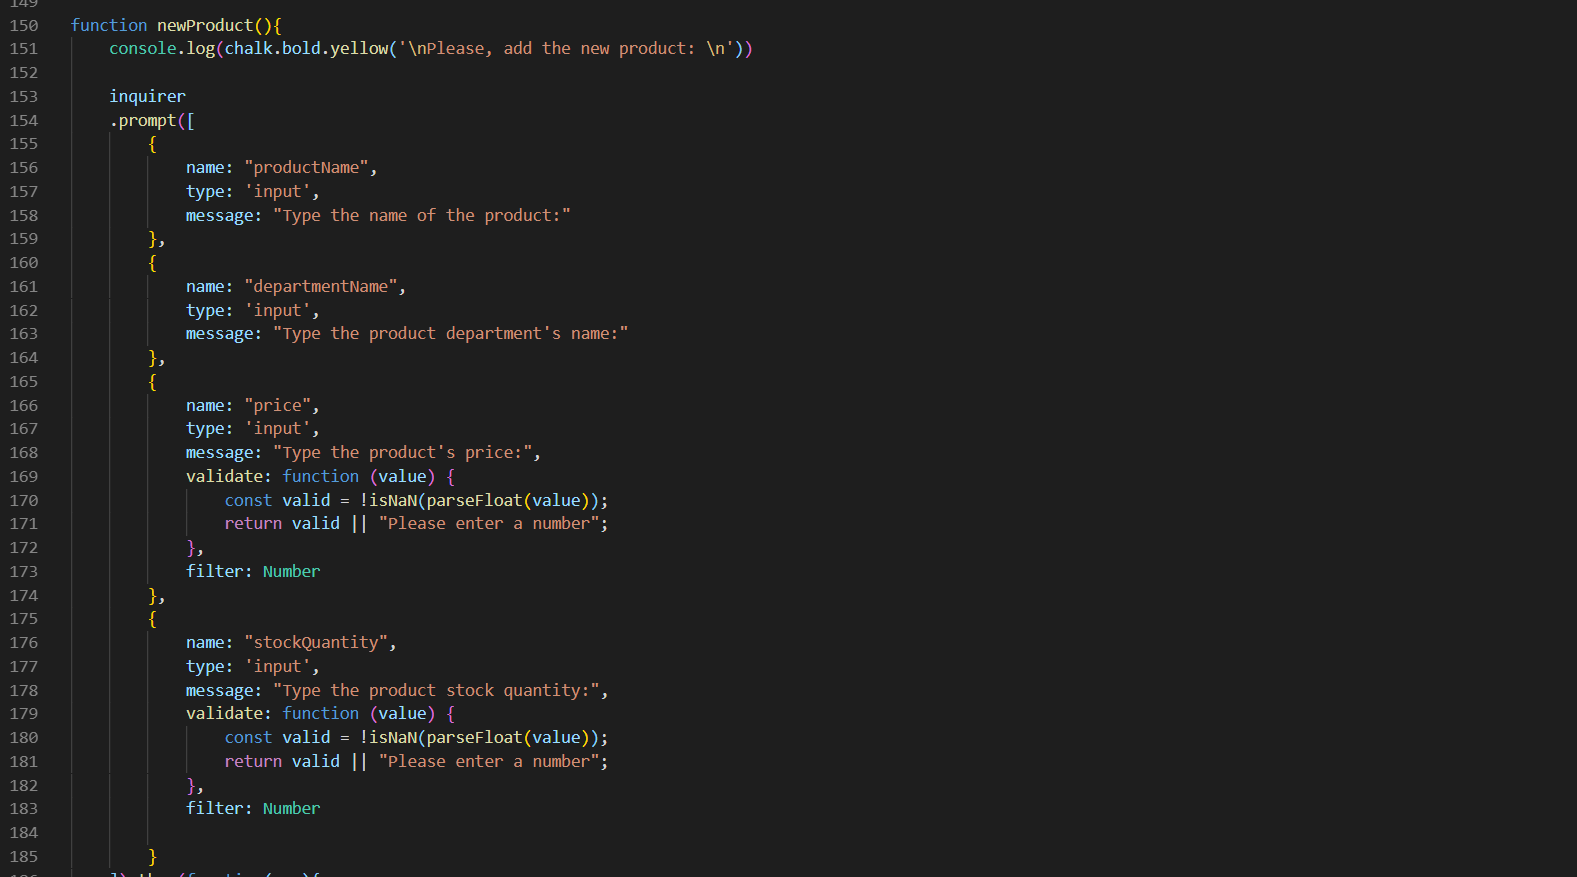 149
150 function newProduct(){
151 console.log(chalk.bold.yellow('\nPlease, add the new product: \n'))
152
153 inquirer
154 .prompt([
155 {
156 name: "productName",
157 type: 'input',
158 message: "Type the name of the product:"
159 },
160 {
161 name: "departmentName",
162 type: 'input',
163 message: "Type the product department's name:"
164 },
165 {
166 name: "price",
167 type: 'input',
168 message: "Type the product's price:",
169 validate: function (value) {
170 const valid = !isNaN(parseFloat(value));
171 return valid || "Please enter a number";
172 },
173 filter: Number
174 },
175 {
176 name: "stockQuantity",
177 type: 'input',
178 message: "Type the product stock quantity:",
179 validate: function (value) {
180 const valid = !isNaN(parseFloat(value));
181 return valid || "Please enter a number";
182 },
183 filter: Number
184
185 }